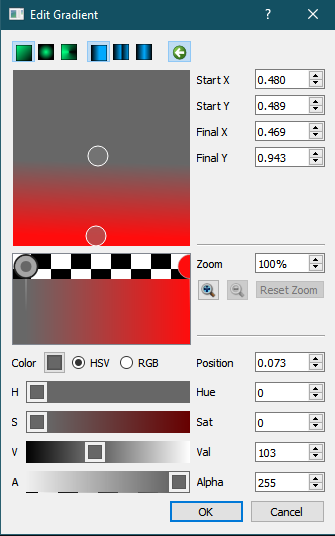 Edit Gradient
Start X 0.480
Start Y 0.489
Final X 0.469
Final Y 0.943
Zoom 100%
Reset Zoom
Color HSV RGB Position 0.073
H Hue 0
S Sat 0
V Val 103
A Alpha 255
OK Cancel